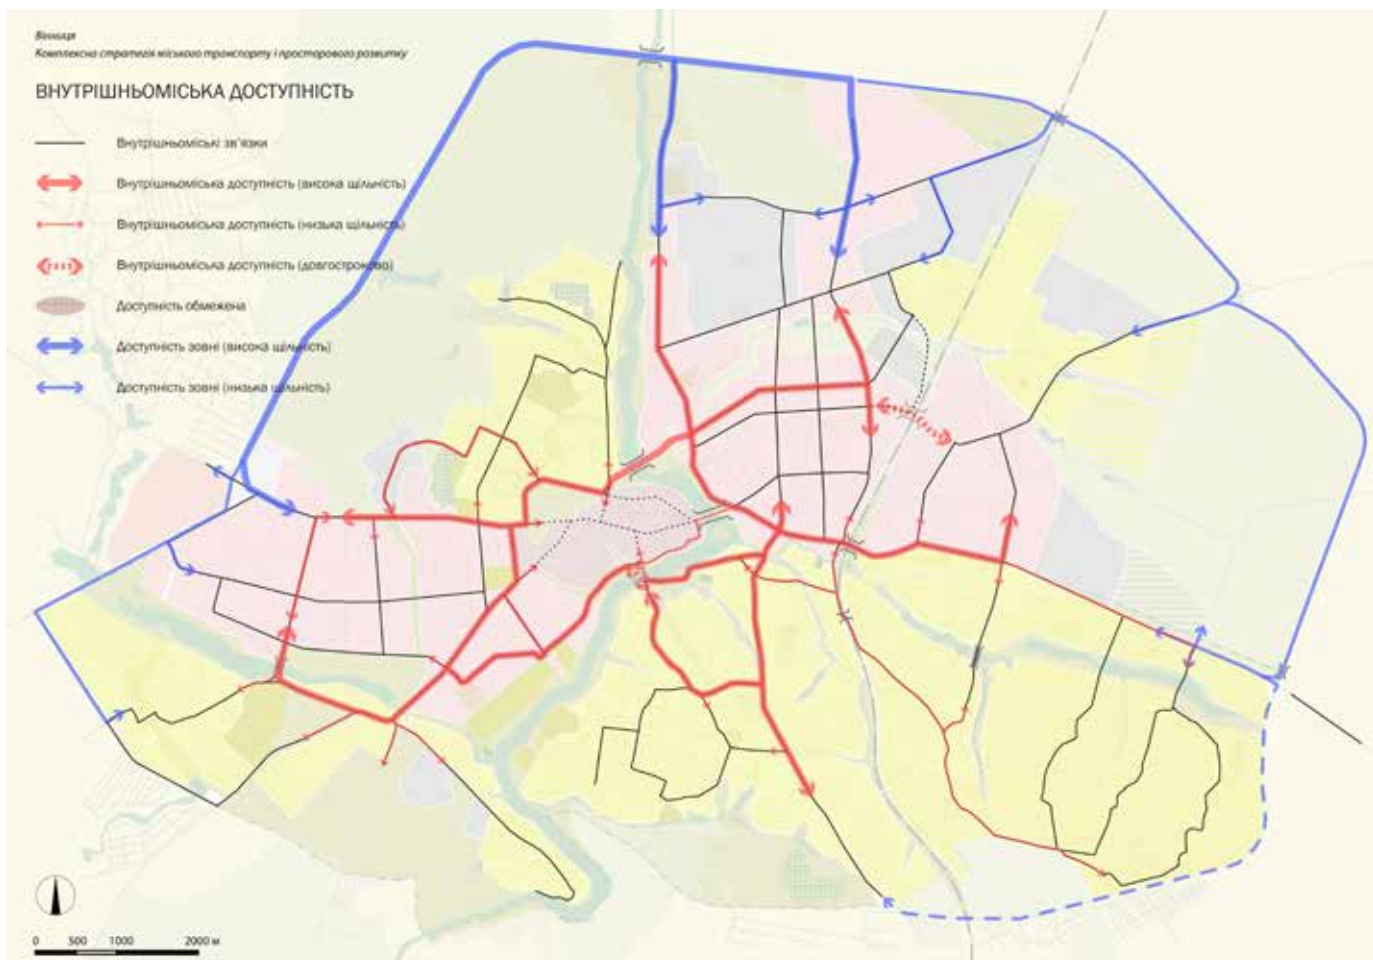 Вінниця
Комплексна стратегія міського транспорту і просторового розвитку
ВНУТРІШНЬОМІСЬКА ДОСТУПНІСТЬ
Внутрішньоміські зв'язки
Внутрішньоміська доступність (висока щільність)
Внутрішньоміська доступність (низька щільність)
Внутрішньоміська доступність (довгостроково)
Доступність обмежена
Доступність зовні (висока щільність)
Доступність зовні (низька щільність)
0 500 1000 2000 м